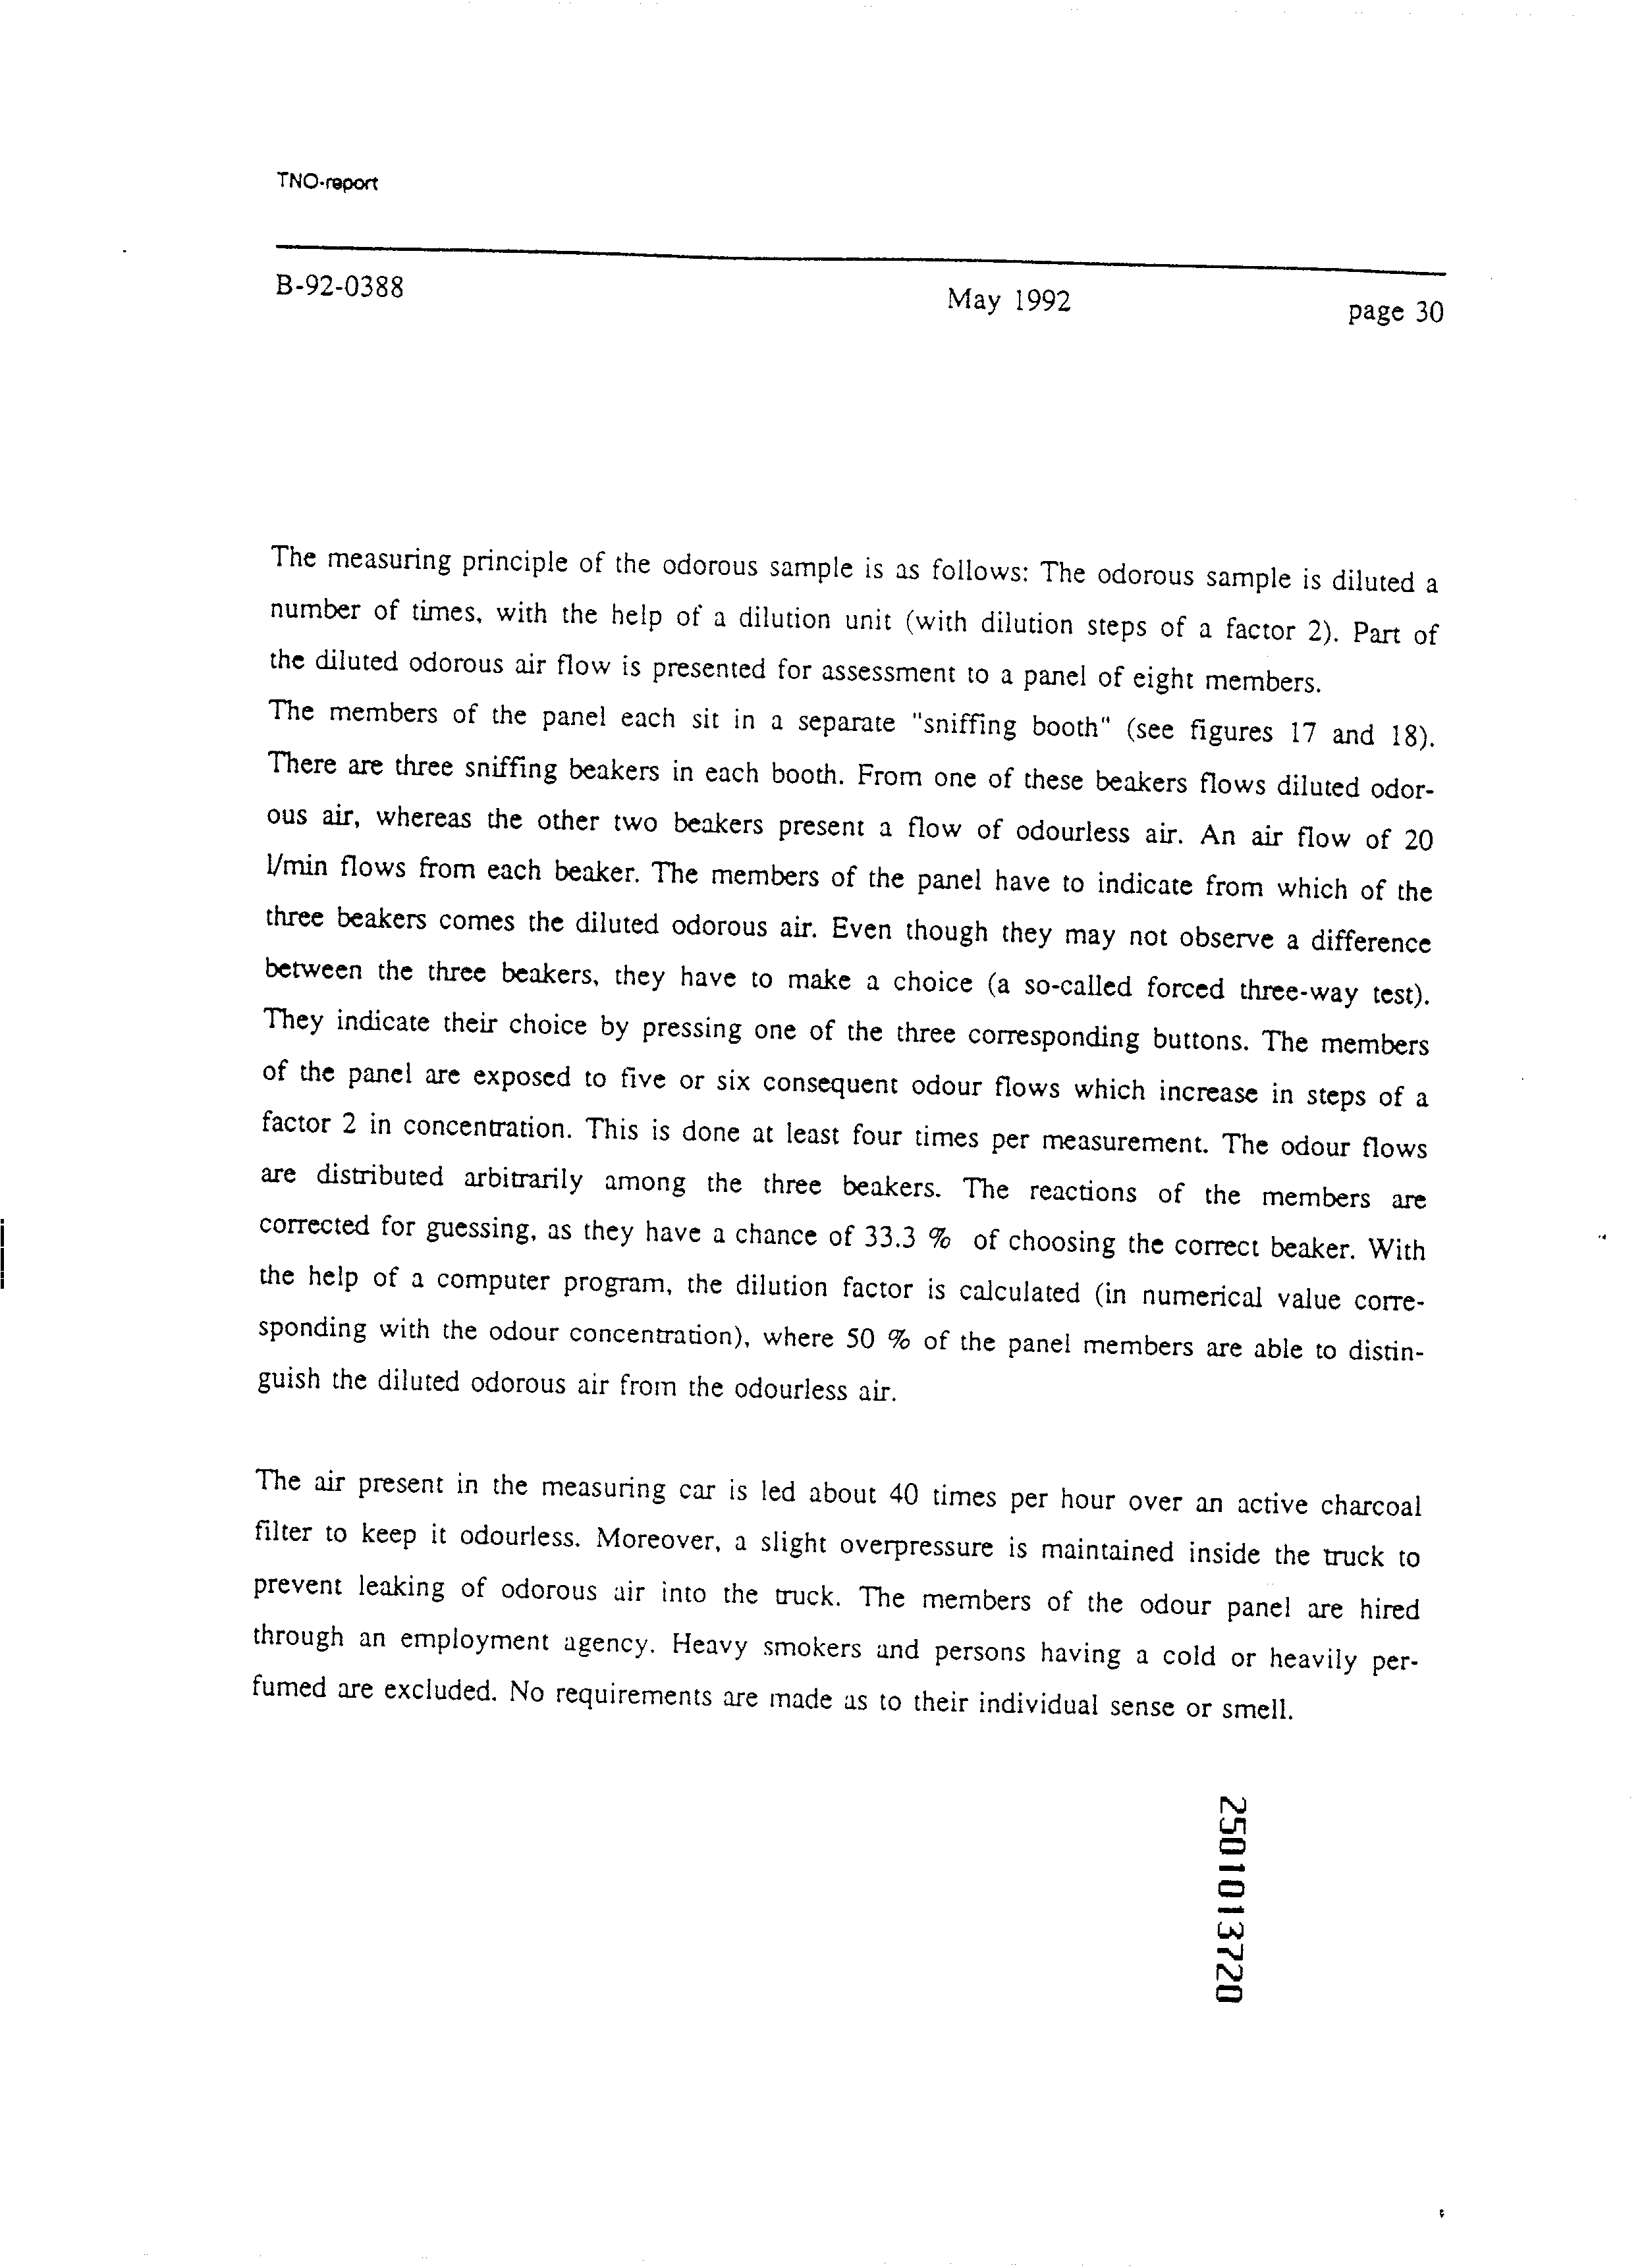 TNO-report
B-92-0388 May 1992 page 30
The measuring principle of the odorous sample is as follows: The odorous sample is diluted a
number of times, with the help of a dilution unit (with dilution steps of a factor 2). Part of
the diluted odorous air flow is presented for assessment to a panel of eight members.
The members of the panel each sit in a separate "sniffing booth" (see figures 17 and 18).
There are three sniffing beakers in each booth. From one of these beakers flows diluted odor-
ous air, whereas the other two beakers present a flow of odourless air. An air flow of 20
l/min flows from each beaker. The members of the panel have to indicate from which of the
three beakers comes the diluted odorous air. Even though they may not observe a difference
between the three beakers, they have to make a choice (a so-called forced three-way test).
They indicate their choice by pressing one of the three corresponding buttons. The members
of the panel are exposed to five or six consequent odour flows which increase in steps of a
factor 2 in concentration. This is done at least four times per measurement. The odour flows
are distributed arbitrarily among the three beakers. The reactions of the members are
corrected for guessing, as they have a chance of 33.3 % of choosing the correct beaker. With
the help of a computer program, the dilution factor is calculated (in numerical value corre-
sponding with the odour concentration), where 50 % of the panel members are able to distin-
guish the diluted odorous air from the odourless air.
The air present in the measuring car is led about 40 times per hour over an active charcoal
filter to keep it odourless. Moreover, a slight overpressure is maintained inside the truck to
prevent leaking of odorous air into the truck. The members of the odour panel are hired
through an employment agency. Heavy smokers and persons having a cold or heavily per-
fumed are excluded. No requirements are made as to their individual sense or smell.
2501013720